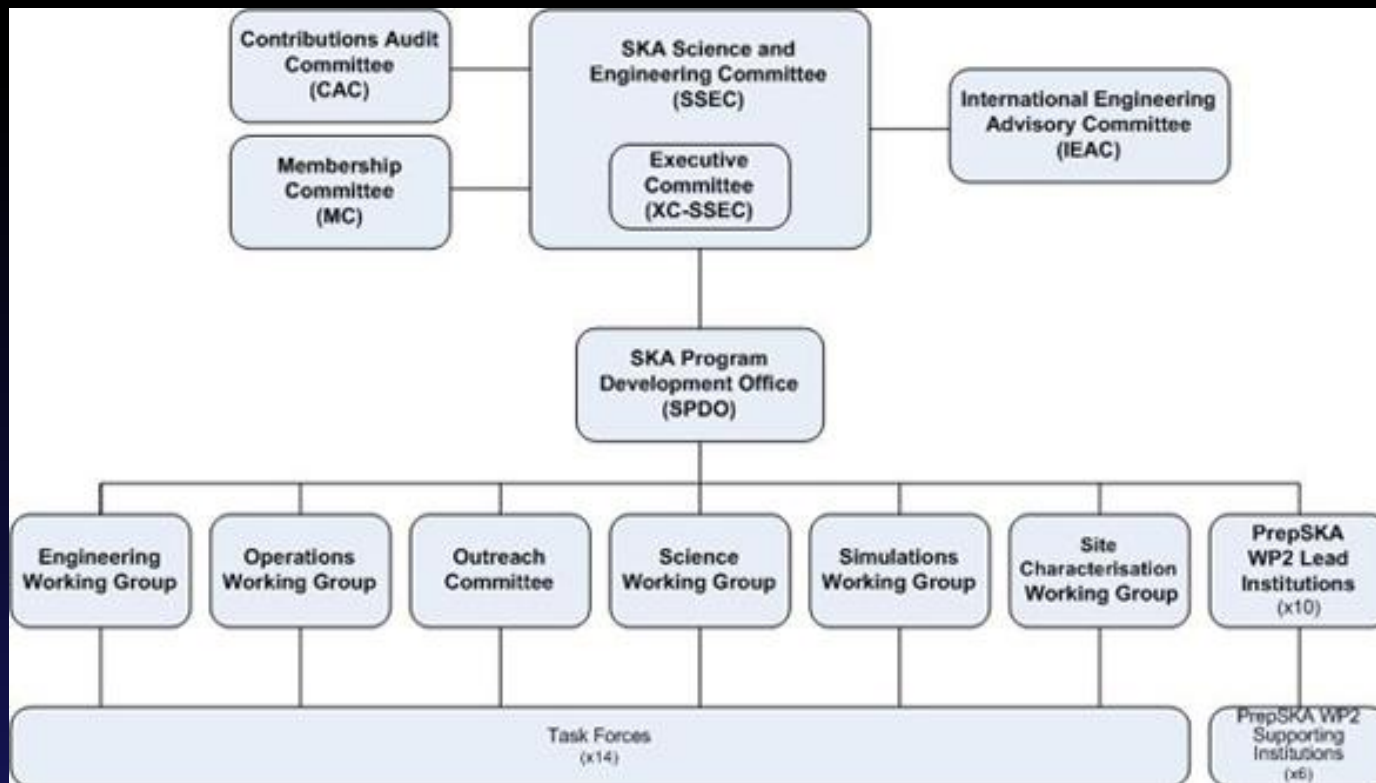 Contributions Audit
Committee
(CAC)
SKA Science and
Engineering Committee
(SSEC)
International Engineering
Advisory Committee
(IEAC)
Membership
Committee
(MC)
Executive
Committee
(XC-SSEC)
SKA Program
Development Office
(SPDO)
Engineering
Working Group
Operations
Working Group
Outreach
Committee
Science
Working Group
Simulations
Working Group
Site
Characterisation
Working Group
PrepSKA
WP2 Lead
Institutions
(x10)
Task Forces
(x14)
PrepSKA WP2
Supporting
Institutions
(x6)